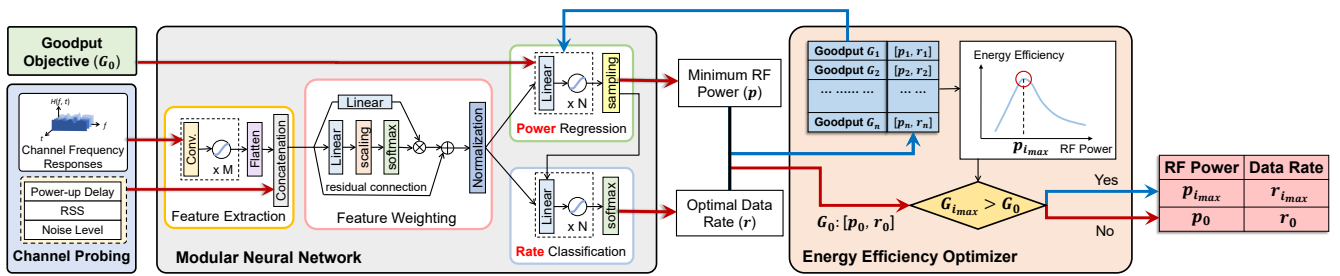 Goodput
Objective (G0)
H(f, t)
t
f
Channel Frequency
Responses
Power-up Delay
RSS
Noise Level
Channel Probing
Conv.
x M
Flatten
Concatenation
Feature Extraction
Linear
Linear
scaling
softmax
residual connection
Feature Weighting
Normalization
Linear
x N
sampling
Power Regression
Linear
x N
softmax
Rate Classification
Modular Neural Network
Minimum RF
Power (p)
Optimal Data
Rate (r)
Goodput G1 [p1, r1]
Goodput G2 [p2, r2]
... ...... ... ... ...
Goodput Gn [pn, rn]
Energy Efficiency
pimax
RF Power
G0: [p0, r0]
Gimax > G0
Yes
No
Energy Efficiency Optimizer
RF Power Data Rate
pimax rimax
p0 r0